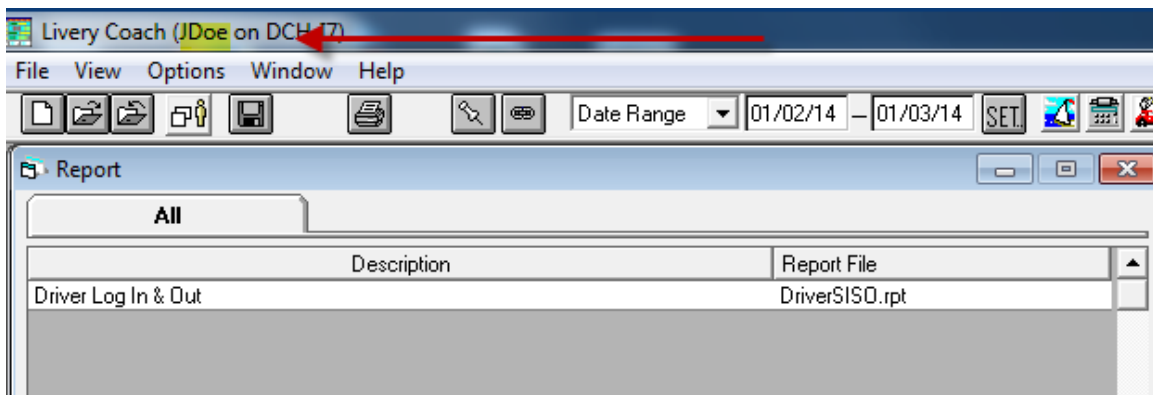 Livery Coach (JDoe on DCH-I7)
File View Options Window Help
Date Range 01/02/14 – 01/03/14 SET.
Report
All
Description Report File
Driver Log In & Out DriverSISO.rpt